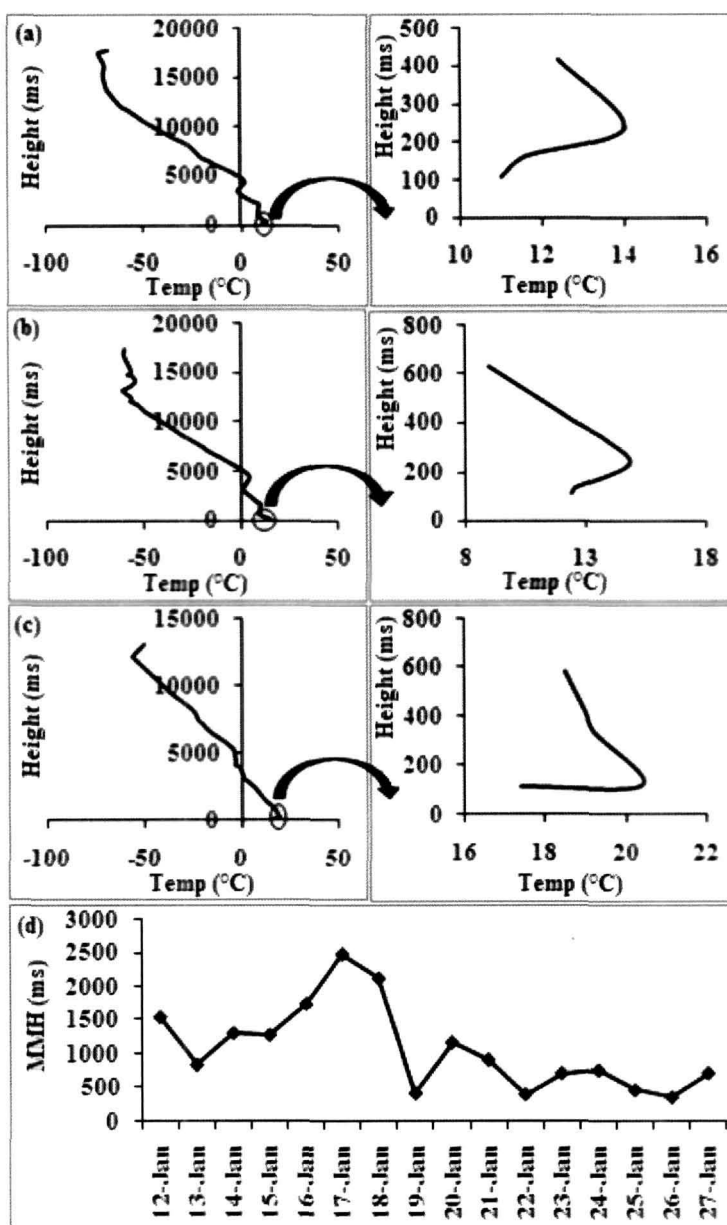 (a)
Height (ms)
20000
15000
10000
5000
0
-100 -50 0 50
Temp (°C)
Height (ms)
500
400
300
200
100
0
10 12 14 16
Temp (°C)
(b)
Height (ms)
20000
15000
10000
5000
0
-100 -50 0 50
Temp (°C)
Height (ms)
800
600
400
200
0
8 13 18
Temp (°C)
(c)
Height (ms)
15000
10000
5000
0
-100 -50 0 50
Temp (°C)
Height (ms)
800
600
400
200
0
16 18 20 22
Temp (°C)
(d)
MMH (ms)
3000
2500
2000
1500
1000
500
0
12-Jan
13-Jan
14-Jan
15-Jan
16-Jan
17-Jan
18-Jan
19-Jan
20-Jan
21-Jan
22-Jan
23-Jan
24-Jan
25-Jan
26-Jan
27-Jan